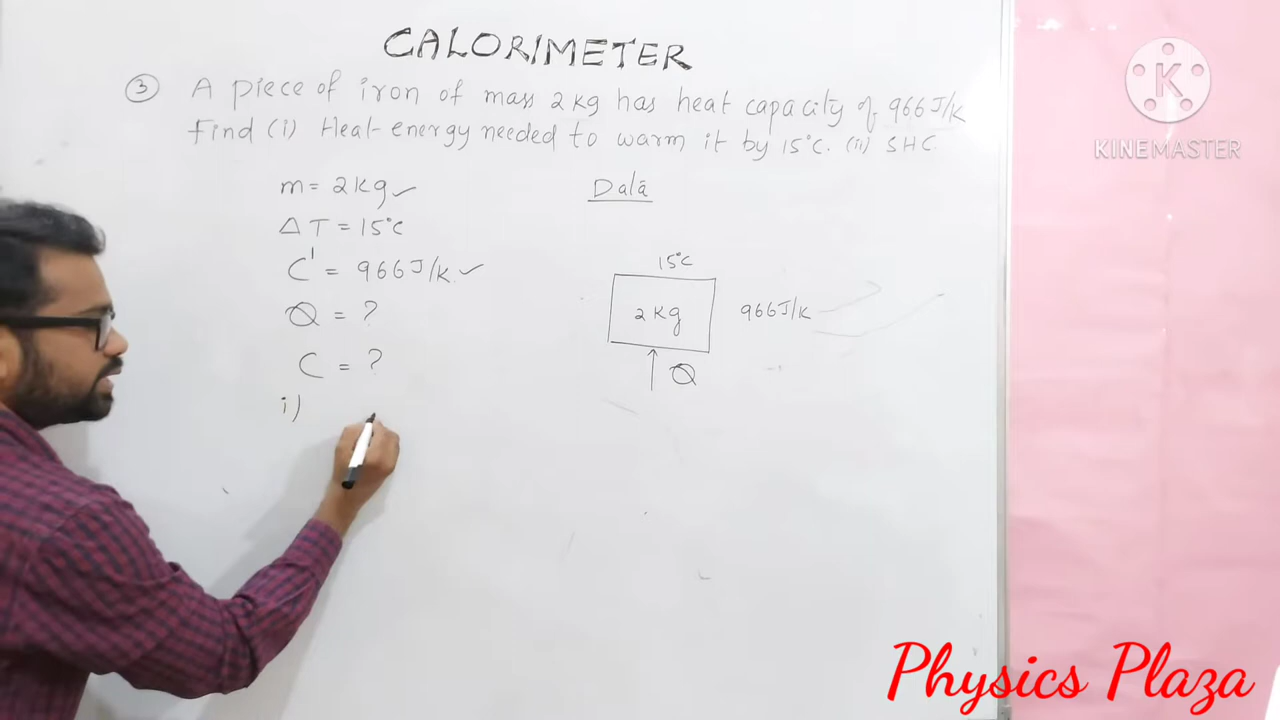 CALORIMETER
③ A piece of iron of mass 2 kg has heat capacity of 966 J/K
Find (i) Heat energy needed to warm it by 15°C. (ii) SHC
m = 2 kg ✓
Data
ΔT = 15°C
C' = 966 J/K ✓
15°C
Q = ?
2 kg
966 J/K
C = ?
Q
i)
K
KINEMASTER
Physics Plaza